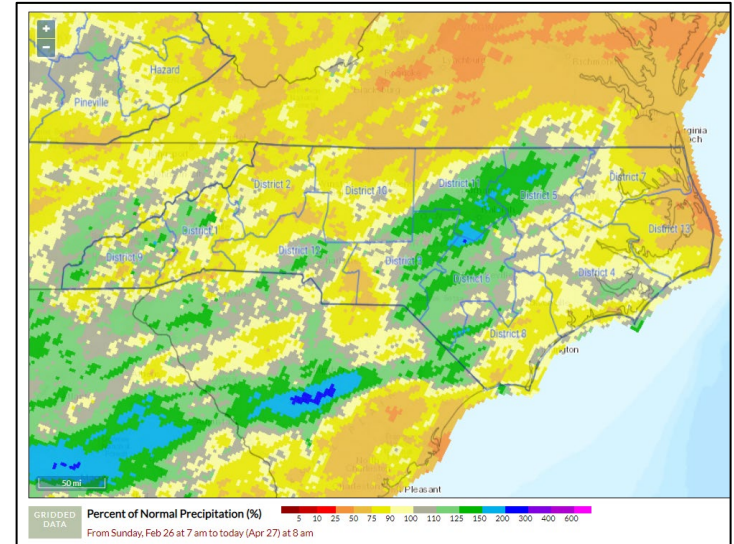 +
−
Hazard
Pineville
ginia
ch
District 2
District 10
District 11
District 5
District 7
District 1
District 13
District 9
District 12
District 6
District 4
District 8
gton
50 mi
Pleasant
GRIDDED
DATA
Percent of Normal Precipitation (%)
5 10 25 50 75 90 100 110 125 150 200 300 400 600
From Sunday, Feb 26 at 7 am to today (Apr 27) at 8 am